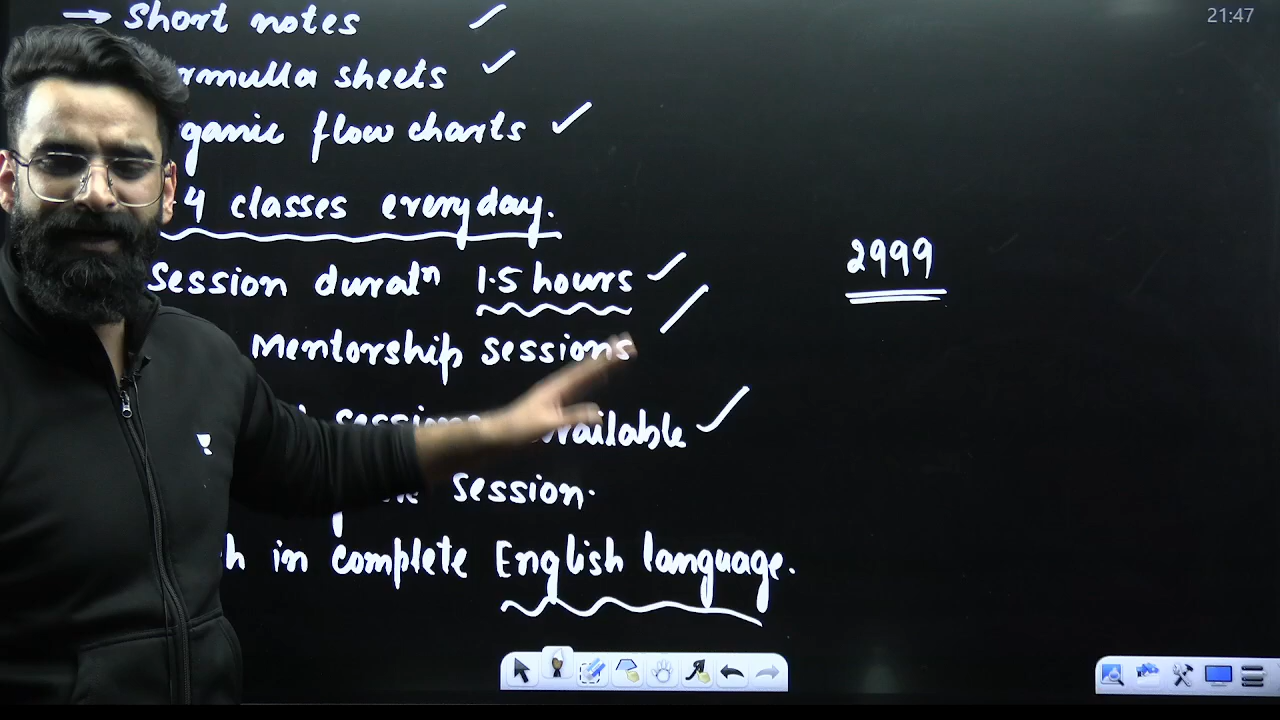 21:47
→ Short notes ✓
rmulla sheets ✓
ganic flow charts ✓
4 classes everyday.
Session duratⁿ 1.5 hours ✓
2999
Mentorship sessions
available ✓
session.
h in complete English language.